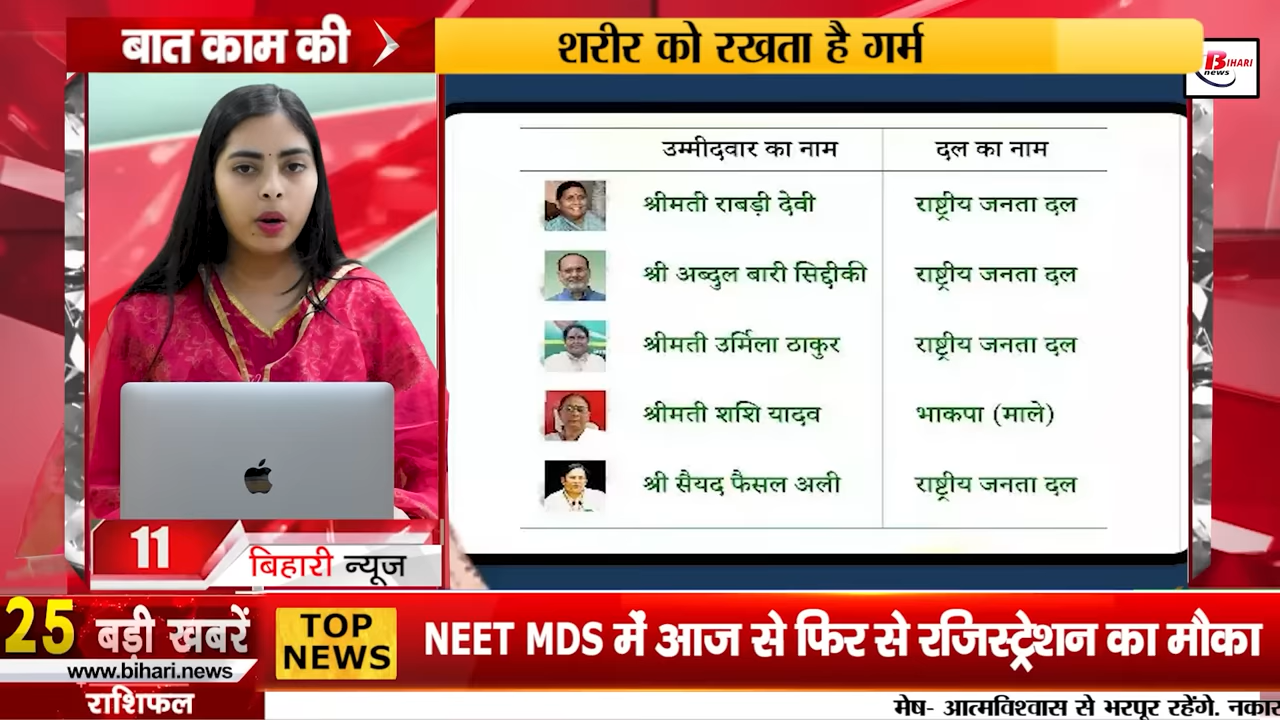 बात काम की
शरीर को रखता है गर्म
BIHARI
news
उम्मीदवार का नाम दल का नाम
श्रीमती राबड़ी देवी राष्ट्रीय जनता दल
श्री अब्दुल बारी सिद्दीकी राष्ट्रीय जनता दल
श्रीमती उर्मिला ठाकुर राष्ट्रीय जनता दल
श्रीमती शशि यादव भाकपा (माले)
श्री सैयद फैसल अली राष्ट्रीय जनता दल
11
बिहारी न्यूज
25 बड़ी खबरें
www.bihari.news
TOP
NEWS
NEET MDS में आज से फिर से रजिस्ट्रेशन का मौका
राशिफल
मेष- आत्मविश्वास से भरपूर रहेंगे. नकार